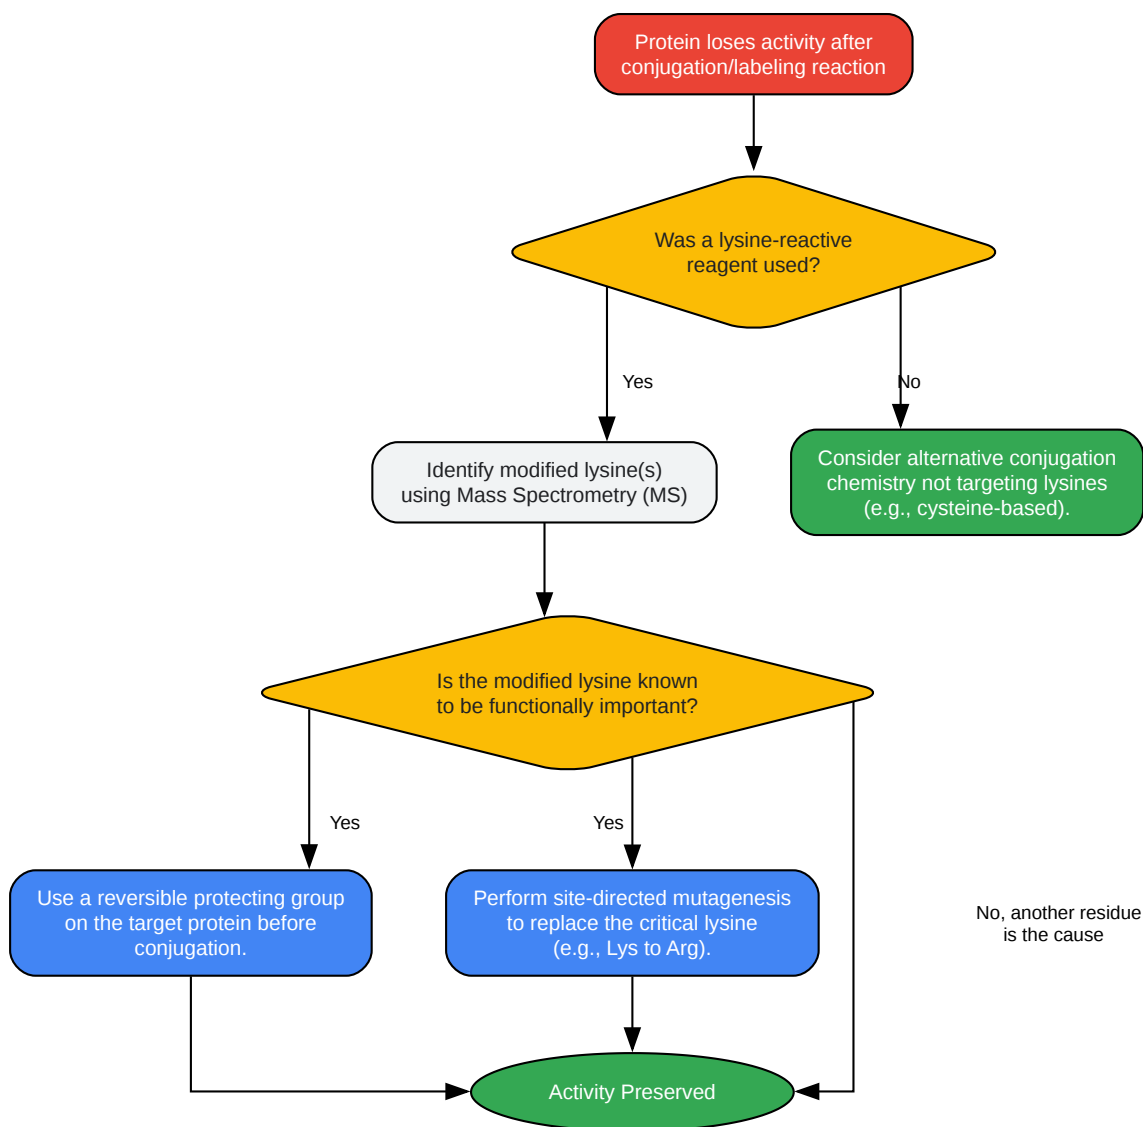 Protein loses activity after
conjugation/labeling reaction
Was a lysine-reactive
reagent used?
Yes
No
Identify modified lysine(s)
using Mass Spectrometry (MS)
Consider alternative conjugation
chemistry not targeting lysines
(e.g., cysteine-based).
Is the modified lysine known
to be functionally important?
Yes
Yes
Use a reversible protecting group
on the target protein before
conjugation.
Perform site-directed mutagenesis
to replace the critical lysine
(e.g., Lys to Arg).
No, another residue
is the cause
Activity Preserved